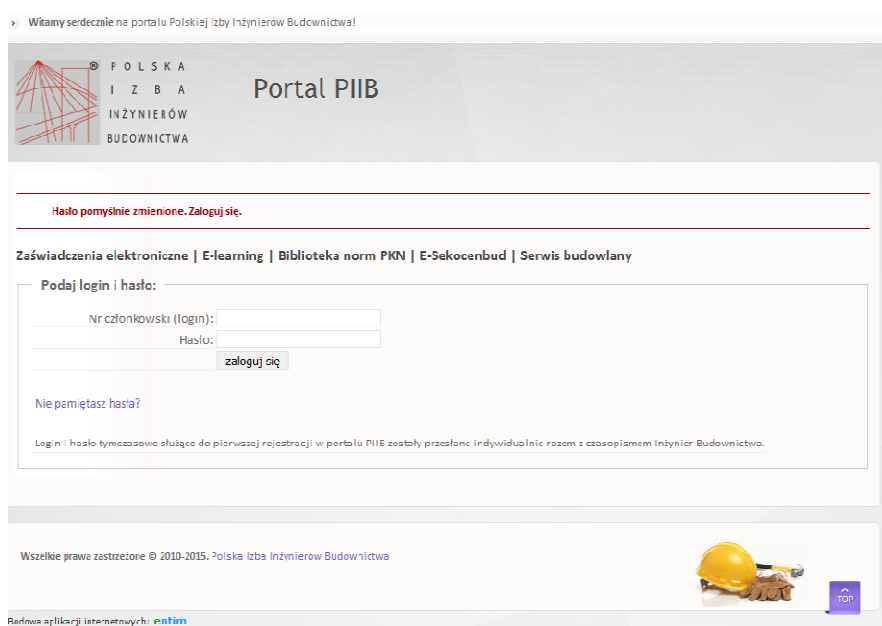 Witamy serdecznie na portalu Polskiej Izby Inżynierów Budownictwa!
®
POLSKA
IZBA
INŻYNIERÓW
BUDOWNICTWA
Portal PIIB
Hasło pomyślnie zmienione. Zaloguj się.
Zaświadczenia elektroniczne | E-learning | Biblioteka norm PKN | E-Sekocenbud | Serwis budowlany
Podaj login i hasło:
Nr członkowski (login):
Hasło:
zaloguj się
Nie pamiętasz hasła?
Login i hasło tymczasowe służące do pierwszej rejestracji w portalu PIIB zostały przesłane indywidualnie razem z czasopismem Inżynier Budownictwa.
Wszelkie prawa zastrzeżone © 2010-2015. Polska Izba Inżynierow Budownictwa
TOP
Budowa aplikacji internetowych: entim